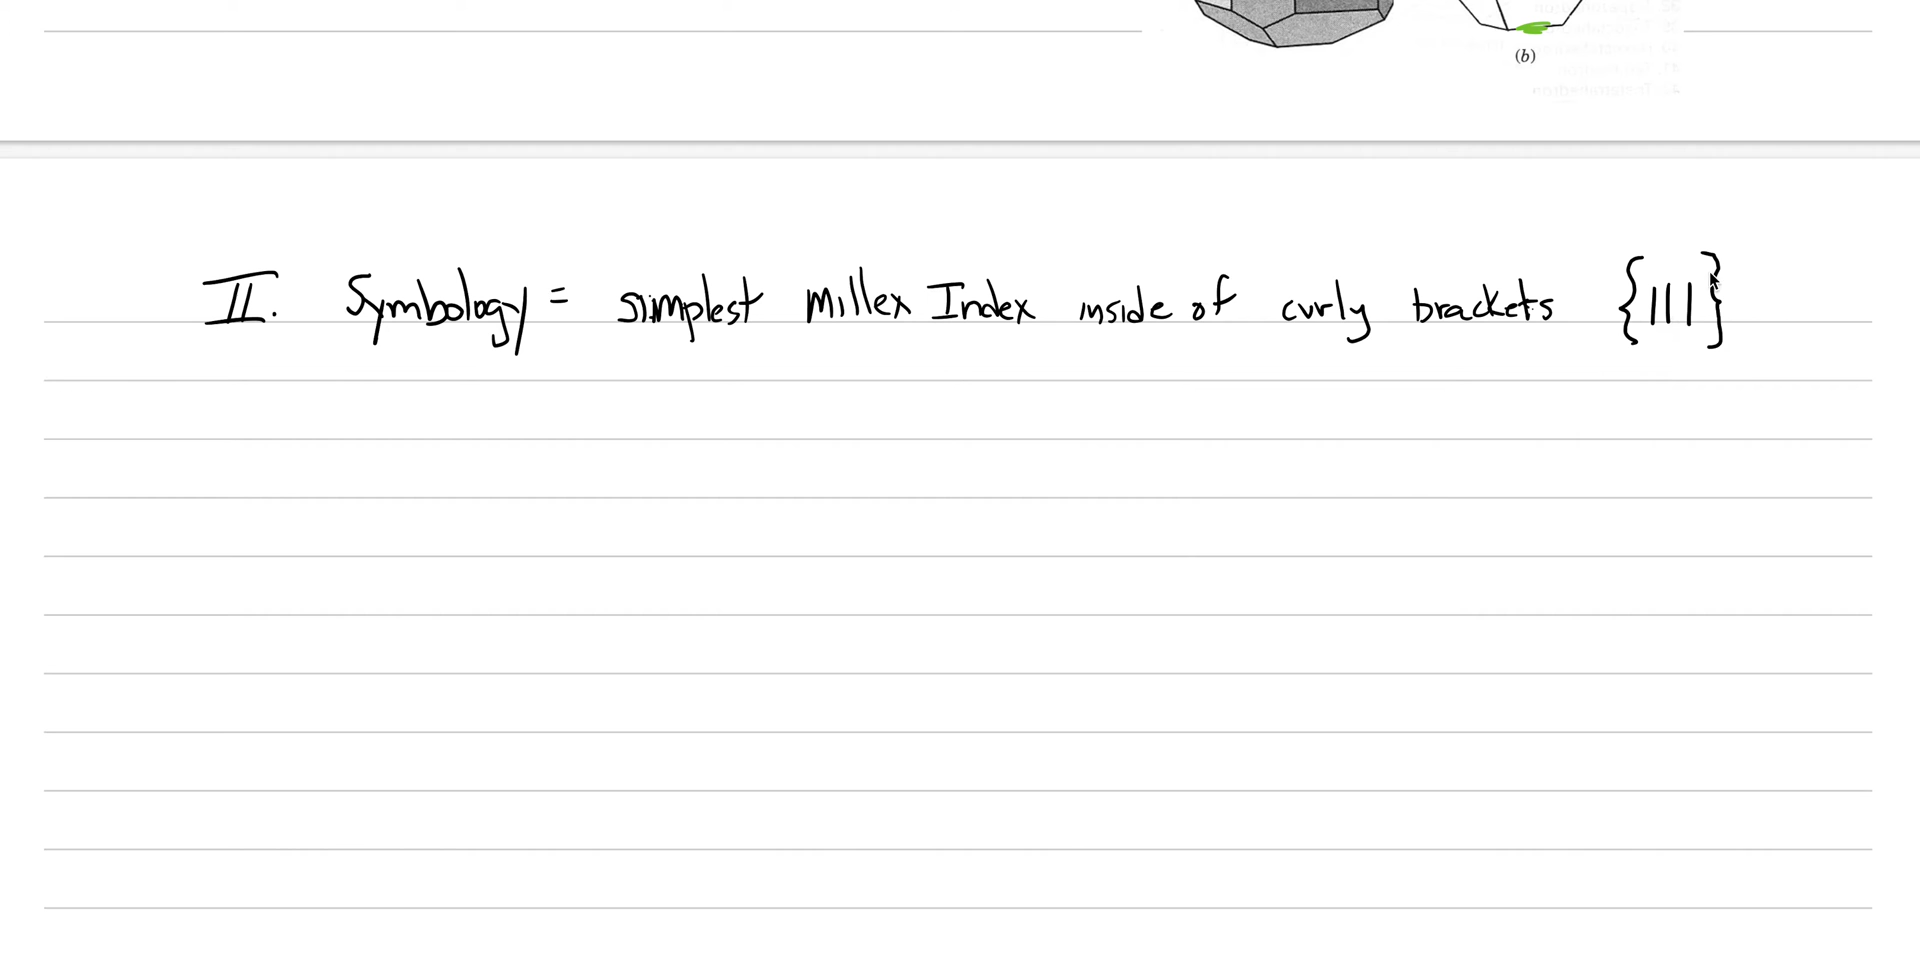 (b)
II. Symbology = simplest Millex Index inside of curly brackets {111}